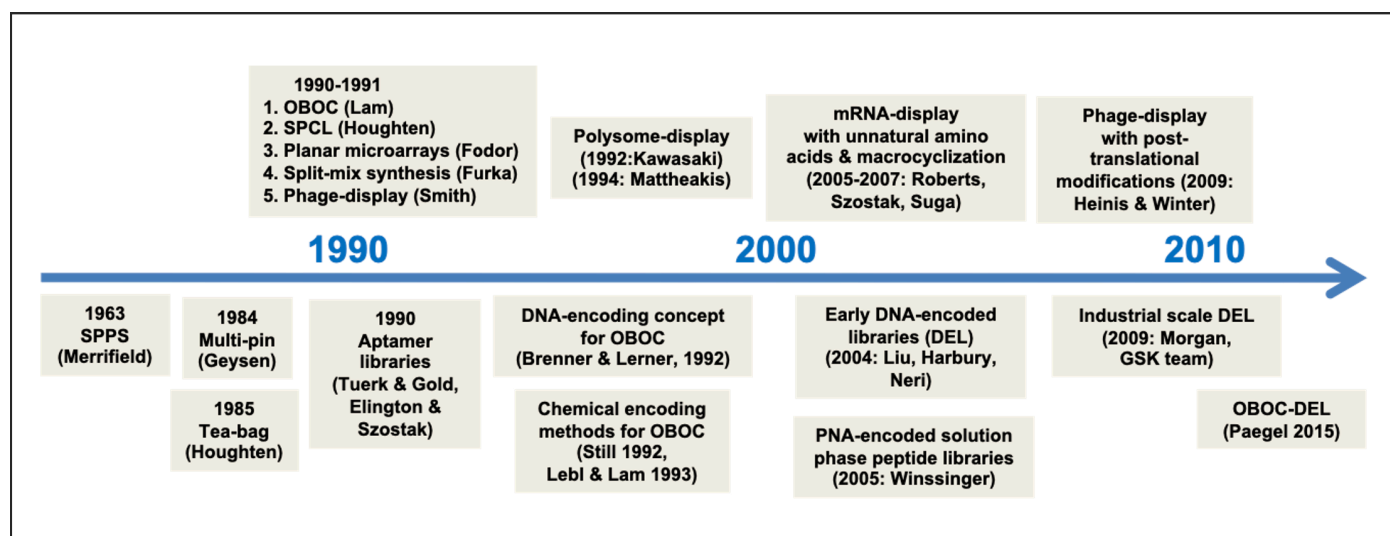 1990-1991
1. OBOC (Lam)
2. SPCL (Houghten)
3. Planar microarrays (Fodor)
4. Split-mix synthesis (Furka)
5. Phage-display (Smith)
Polysome-display
(1992:Kawasaki)
(1994: Mattheakis)
mRNA-display
with unnatural amino
acids & macrocyclization
(2005-2007: Roberts,
Szostak, Suga)
Phage-display
with post-
translational
modifications (2009:
Heinis & Winter)
1990
2000
2010
1963
SPPS
(Merrifield)
1984
Multi-pin
(Geysen)
1985
Tea-bag
(Houghten)
1990
Aptamer
libraries
(Tuerk & Gold,
Elington &
Szostak)
DNA-encoding concept
for OBOC
(Brenner & Lerner, 1992)
Chemical encoding
methods for OBOC
(Still 1992,
Lebl & Lam 1993)
Early DNA-encoded
libraries (DEL)
(2004: Liu, Harbury,
Neri)
PNA-encoded solution
phase peptide libraries
(2005: Winssinger)
Industrial scale DEL
(2009: Morgan,
GSK team)
OBOC-DEL
(Paegel 2015)